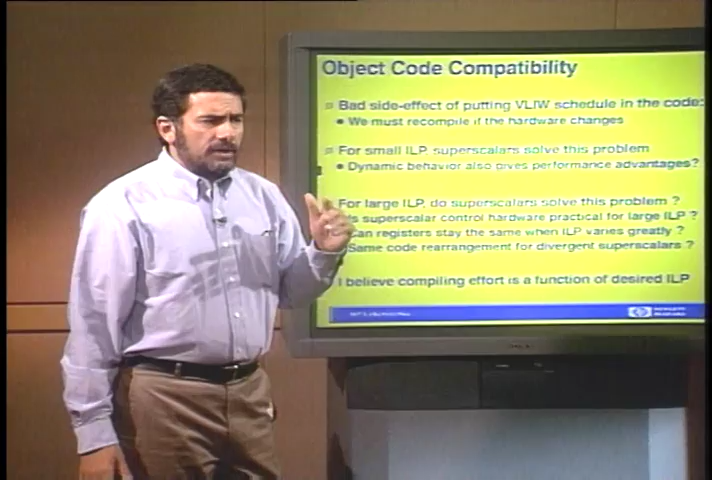 Object Code Compatibility
Bad side-effect of putting VLIW schedule in the code:
We must recompile if the hardware changes
For small ILP, superscalars solve this problem
Dynamic behavior also gives performance advantages?
For large ILP, do superscalars solve this problem ?
Is superscalar control hardware practical for large ILP ?
Can registers stay the same when ILP varies greatly ?
Same code rearrangement for divergent superscalars ?
I believe compiling effort is a function of desired ILP
hp HEWLETT
PACKARD